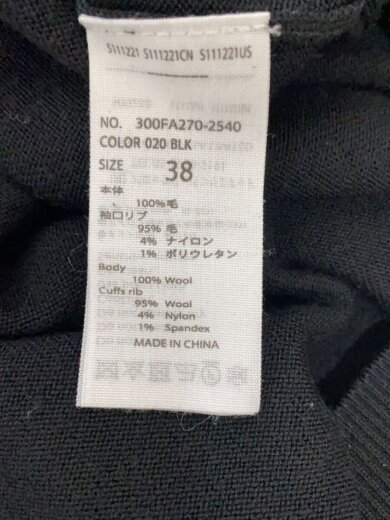 S111221 S111221CN S111221US
NO. 300FA270-2540
COLOR 020 BLK
SIZE 38
本体
100%毛
袖口リブ
95% 毛
4% ナイロン
1% ポリウレタン
Body
100% Wool
Cuffs rib
95% Wool
4% Nylon
1% Spandex
MADE IN CHINA